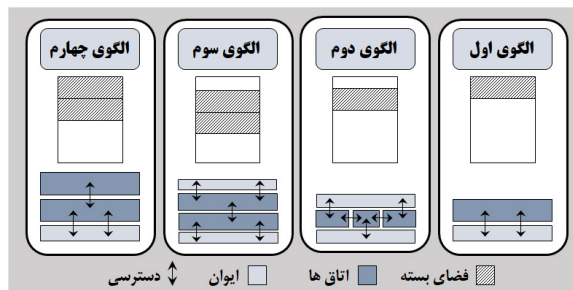 الگوی اول
الگوی دوم
الگوی سوم
الگوی چهارم
فضای بسته
اتاق ها
ایوان
دسترسی